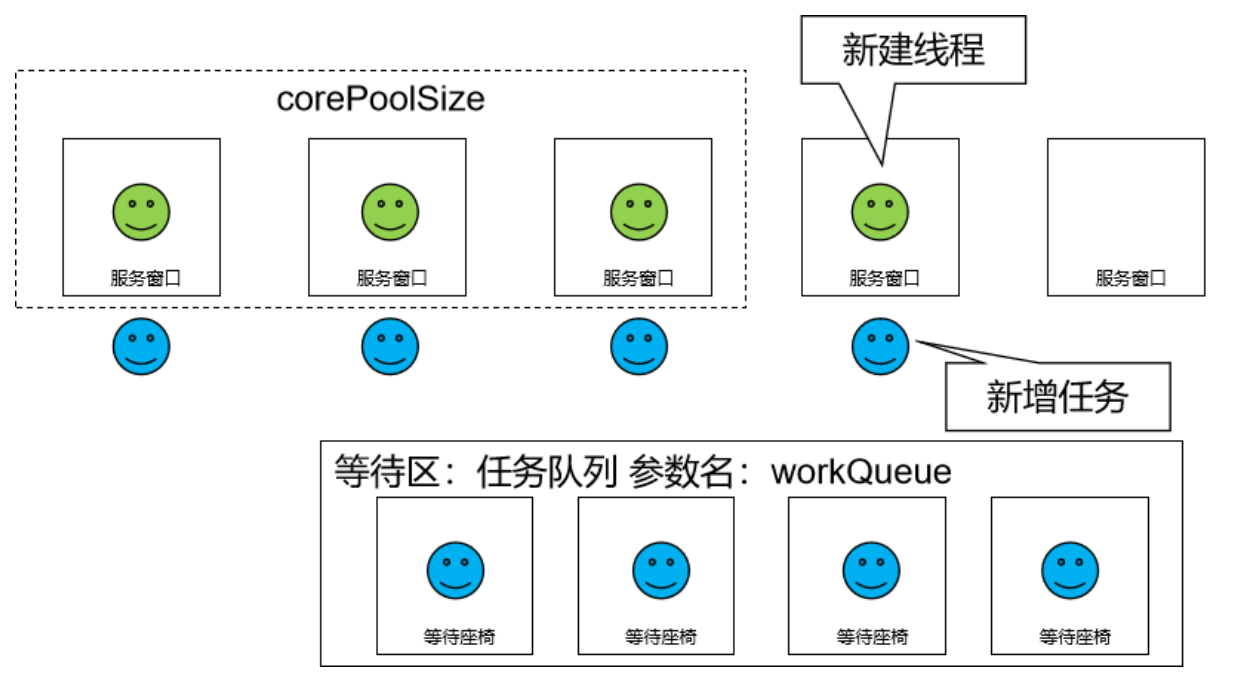 新建线程
corePoolSize
服务窗口
服务窗口
服务窗口
服务窗口
服务窗口
新增任务
等待区：任务队列 参数名：workQueue
等待座椅
等待座椅
等待座椅
等待座椅